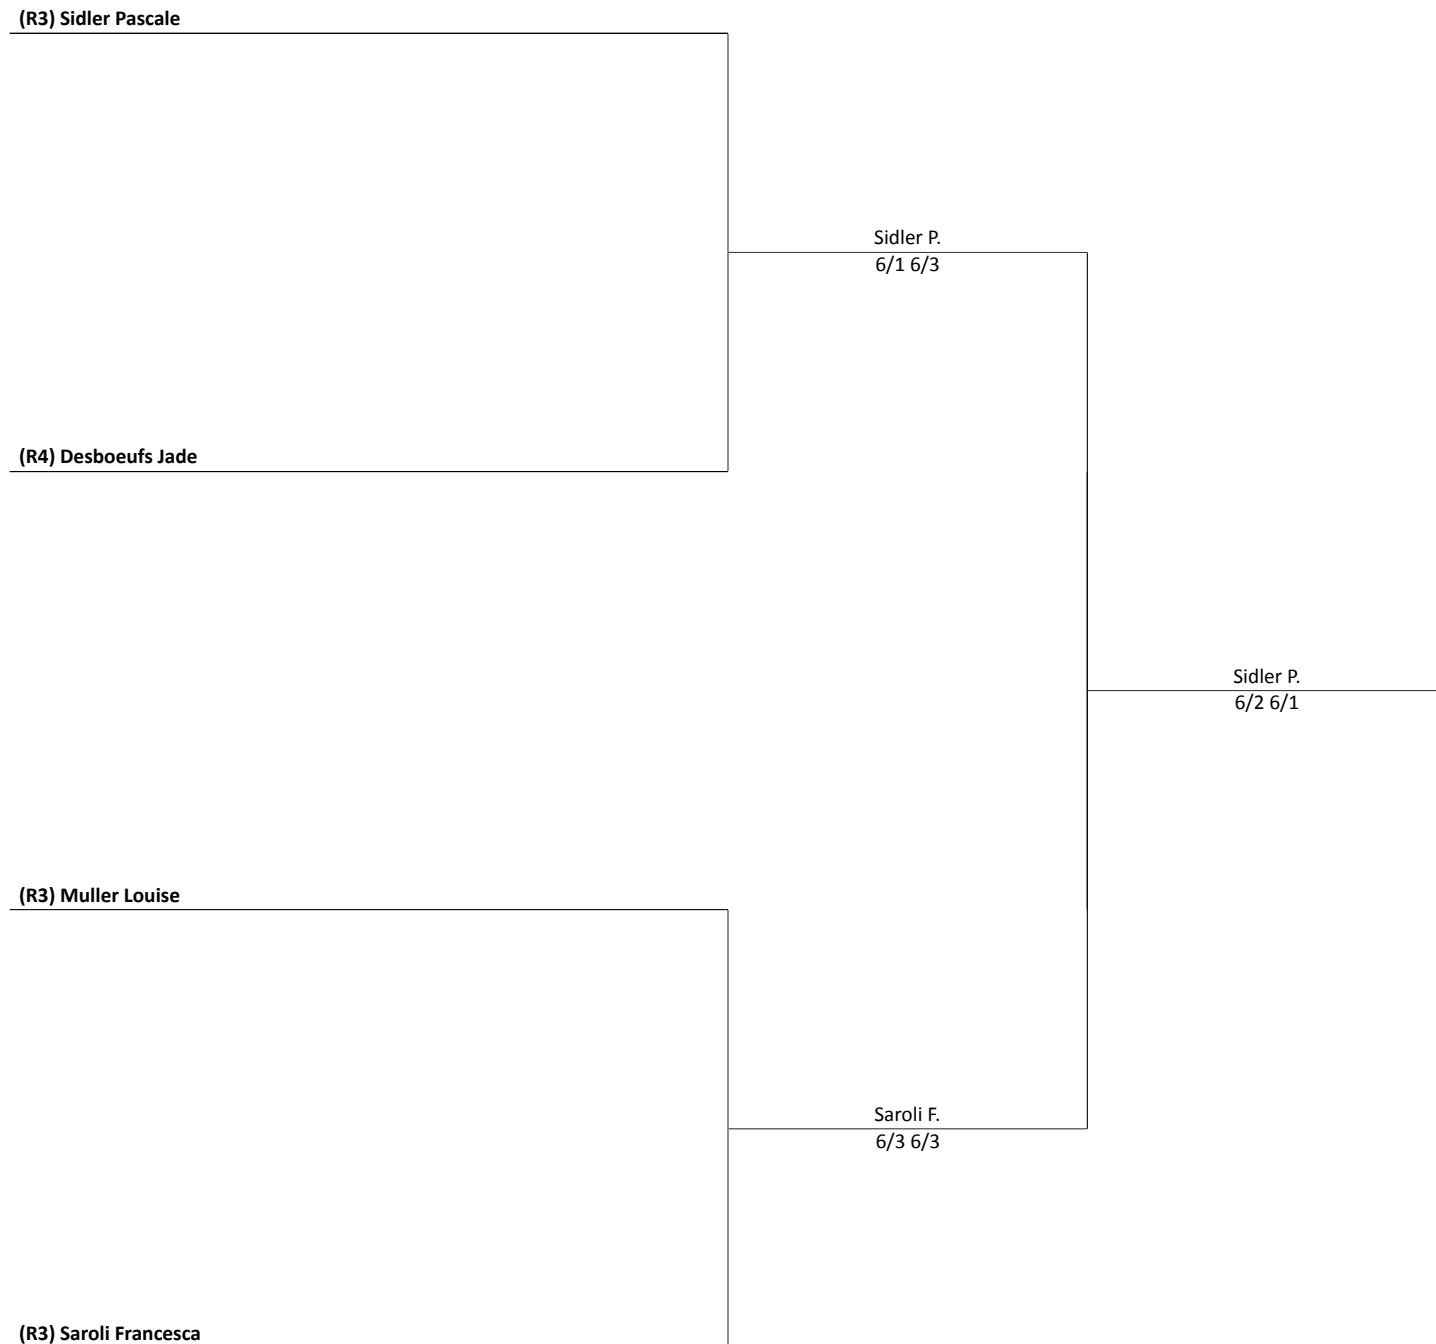 (R3) Sidler Pascale
Sidler P.
6/1 6/3
(R4) Desboeufs Jade
Sidler P.
6/2 6/1
(R3) Muller Louise
Saroli F.
6/3 6/3
(R3) Saroli Francesca